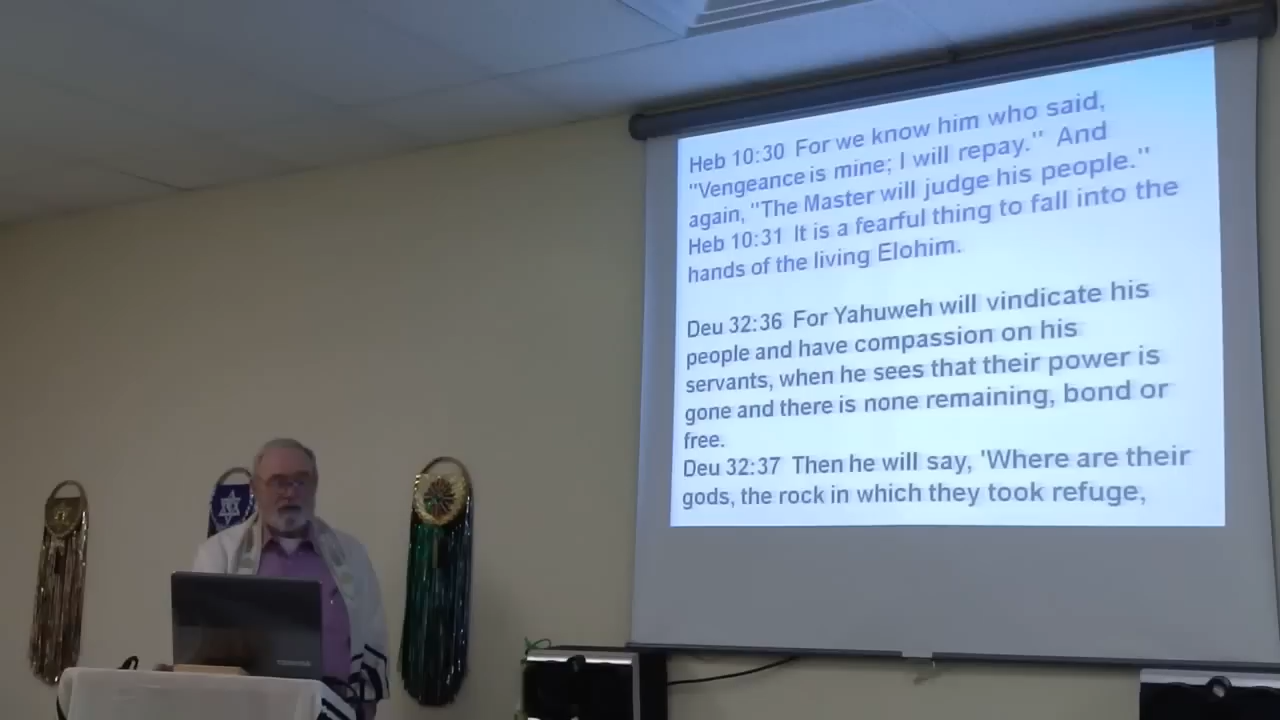 Heb 10:30 For we know him who said,
"Vengeance is mine; I will repay." And
again, "The Master will judge his people."
Heb 10:31 It is a fearful thing to fall into the
hands of the living Elohim.
Deu 32:36 For Yahuweh will vindicate his
people and have compassion on his
servants, when he sees that their power is
gone and there is none remaining, bond or
free.
Deu 32:37 Then he will say, 'Where are their
gods, the rock in which they took refuge,
TOSHIBA